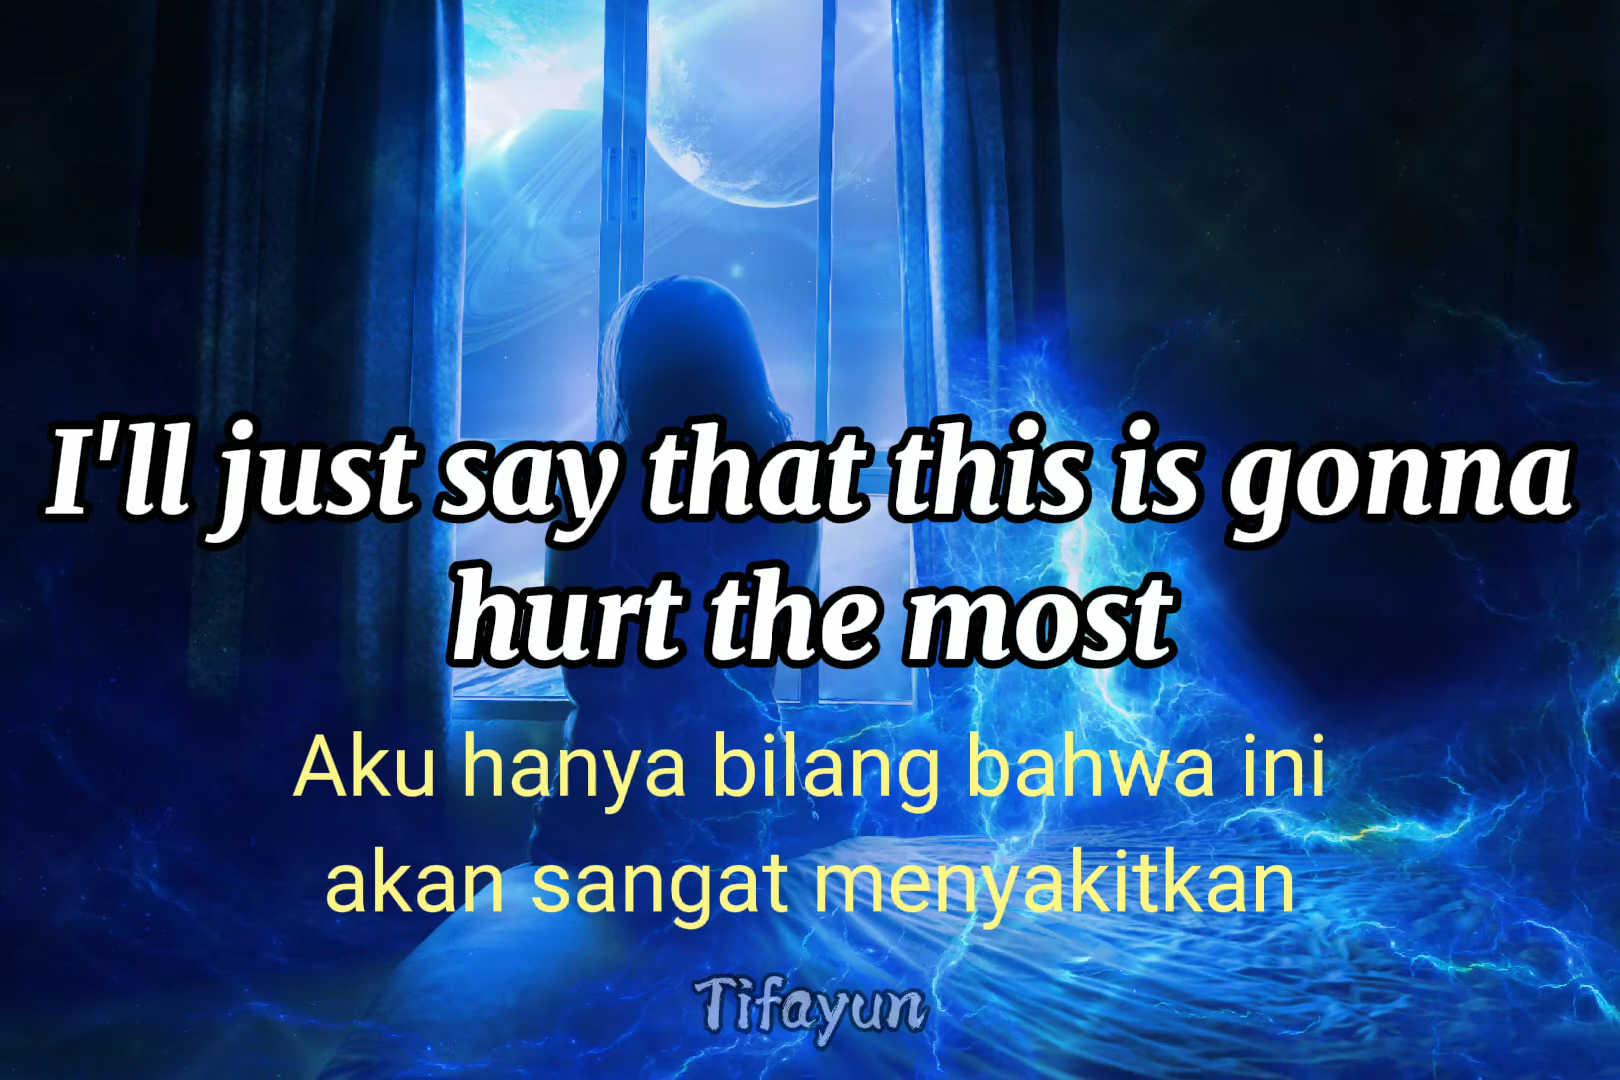 I'll just say that this is gonna
hurt the most
Aku hanya bilang bahwa ini
akan sangat menyakitkan
Tifayun